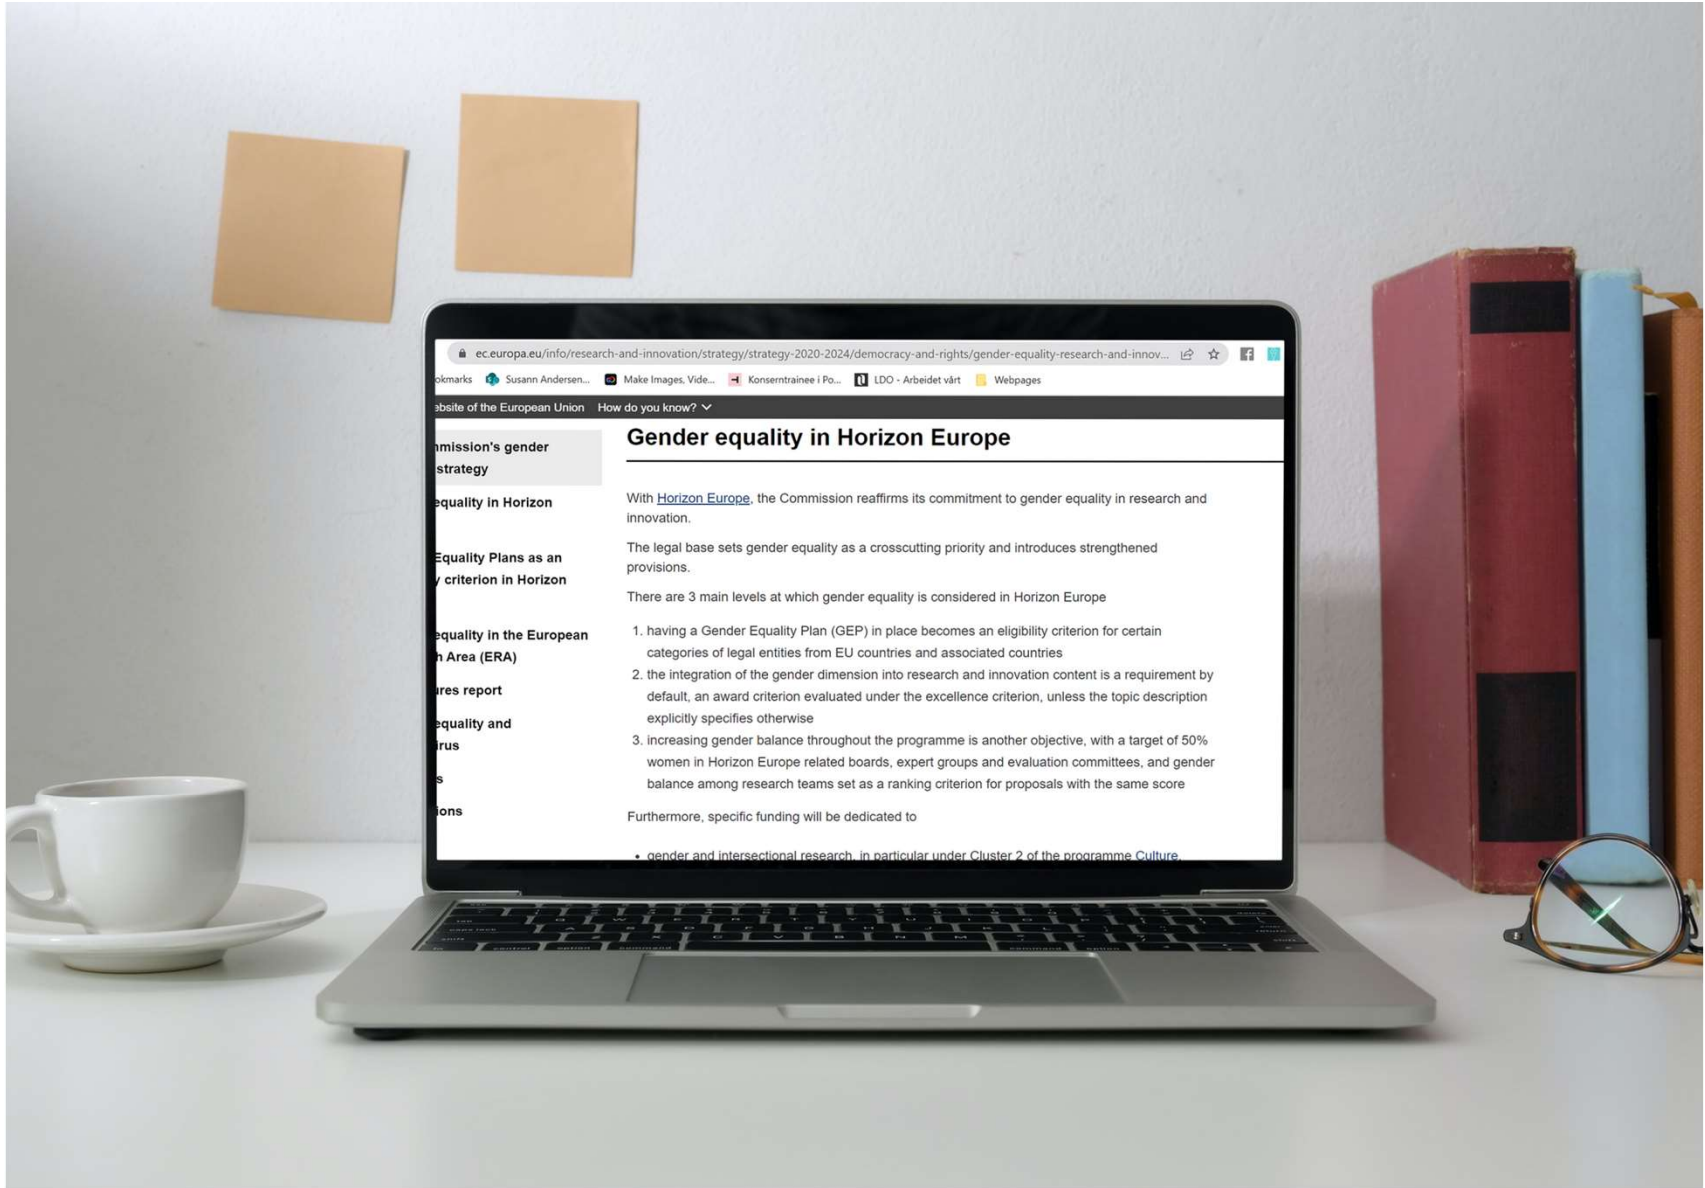 ec.europa.eu/info/research-and-innovation/strategy/strategy-2020-2024/democracy-and-rights/gender-equality-research-and-innov...
okmarks Susann Andersen... Make Images, Vide... Konserntrainee i Po... LDO - Arbeidet vårt Webpages
ebsite of the European Union How do you know?
mmission's gender
strategy
equality in Horizon
Equality Plans as an
y criterion in Horizon
equality in the European
h Area (ERA)
ures report
equality and
irus
s
ions
Gender equality in Horizon Europe
With Horizon Europe, the Commission reaffirms its commitment to gender equality in research and
innovation.
The legal base sets gender equality as a crosscutting priority and introduces strengthened
provisions.
There are 3 main levels at which gender equality is considered in Horizon Europe
1. having a Gender Equality Plan (GEP) in place becomes an eligibility criterion for certain
categories of legal entities from EU countries and associated countries
2. the integration of the gender dimension into research and innovation content is a requirement by
default, an award criterion evaluated under the excellence criterion, unless the topic description
explicitly specifies otherwise
3. increasing gender balance throughout the programme is another objective, with a target of 50%
women in Horizon Europe related boards, expert groups and evaluation committees, and gender
balance among research teams set as a ranking criterion for proposals with the same score
Furthermore, specific funding will be dedicated to
• gender and intersectional research, in particular under Cluster 2 of the programme Culture,